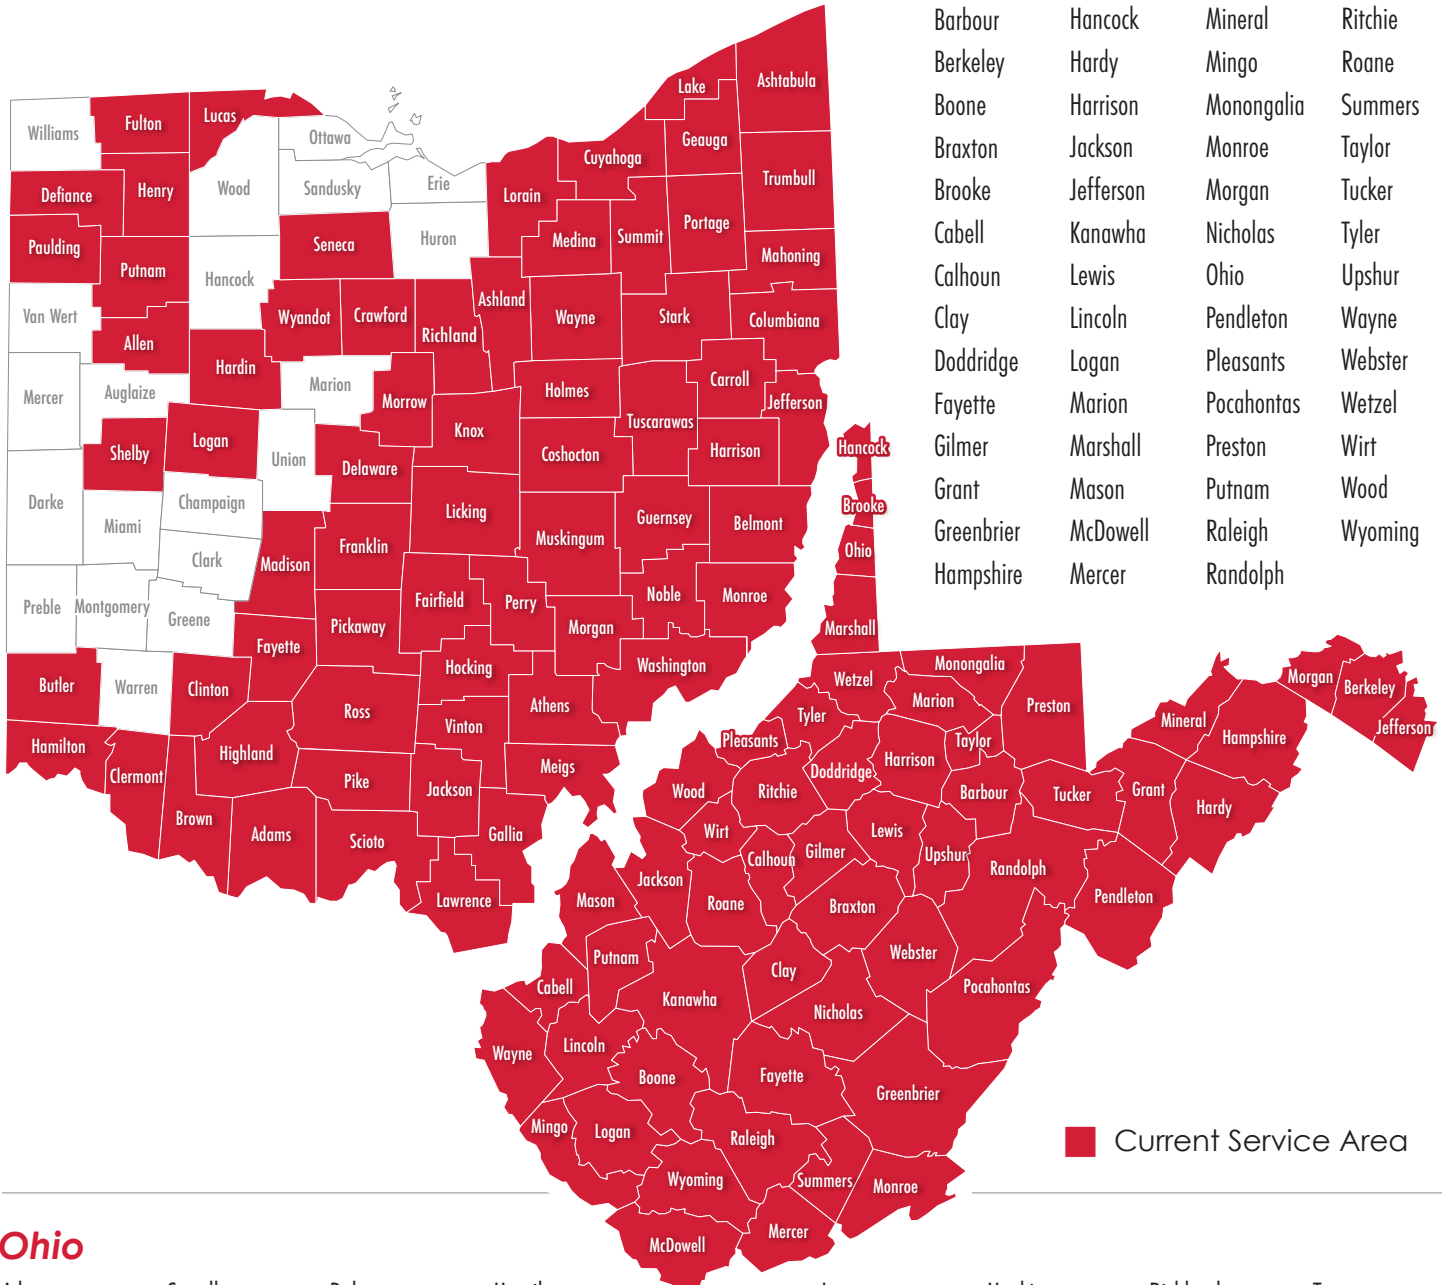 Barbour Hancock Mineral Ritchie
Berkeley Hardy Mingo Roane
Boone Harrison Monongalia Summers
Braxton Jackson Monroe Taylor
Brooke Jefferson Morgan Tucker
Cabell Kanawha Nicholas Tyler
Calhoun Lewis Ohio Upshur
Clay Lincoln Pendleton Wayne
Doddridge Logan Pleasants Webster
Fayette Marion Pocahontas Wetzel
Gilmer Marshall Preston Wirt
Grant Mason Putnam Wood
Greenbrier McDowell Raleigh Wyoming
Hampshire Mercer Randolph
Williams
Fulton
Lucas
Ottawa
Lake
Ashtabula
Geauga
Cuyahoga
Trumbull
Defiance
Henry
Wood
Sandusky
Erie
Lorain
Paulding
Putnam
Hancock
Seneca
Huron
Medina
Summit
Portage
Mahoning
Van Wert
Allen
Wyandot
Crawford
Richland
Ashland
Wayne
Stark
Columbiana
Mercer
Auglaize
Hardin
Marion
Morrow
Holmes
Carroll
Jefferson
Tuscarawas
Knox
Coshocton
Harrison
Shelby
Logan
Union
Delaware
Darke
Miami
Champaign
Licking
Muskingum
Guernsey
Belmont
Clark
Madison
Franklin
Preble
Montgomery
Greene
Fayette
Pickaway
Fairfield
Perry
Morgan
Noble
Monroe
Butler
Warren
Clinton
Ross
Hocking
Athens
Washington
Hamilton
Clermont
Highland
Vinton
Meigs
Brown
Adams
Pike
Scioto
Jackson
Gallia
Lawrence
Hancock
Brooke
Ohio
Marshall
Wetzel
Monongalia
Marion
Preston
Tyler
Pleasants
Doddridge
Harrison
Taylor
Mineral
Hampshire
Morgan
Berkeley
Jefferson
Wood
Ritchie
Barbour
Tucker
Grant
Hardy
Wirt
Calhoun
Gilmer
Lewis
Upshur
Randolph
Pendleton
Mason
Jackson
Roane
Braxton
Webster
Pocahontas
Putnam
Cabell
Kanawha
Clay
Nicholas
Wayne
Lincoln
Boone
Fayette
Greenbrier
Mingo
Logan
Raleigh
Wyoming
Summers
Monroe
McDowell
Mercer
Current Service Area
Ohio